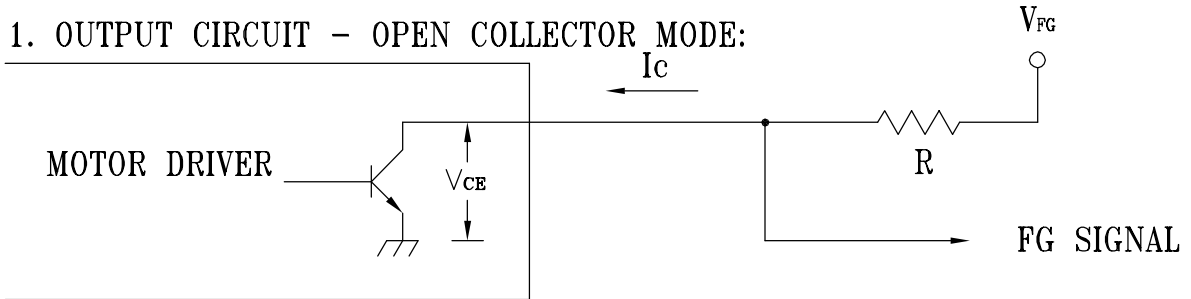 1. OUTPUT CIRCUIT - OPEN COLLECTOR MODE:
VFG
Ic
MOTOR DRIVER
VCE
R
FG SIGNAL